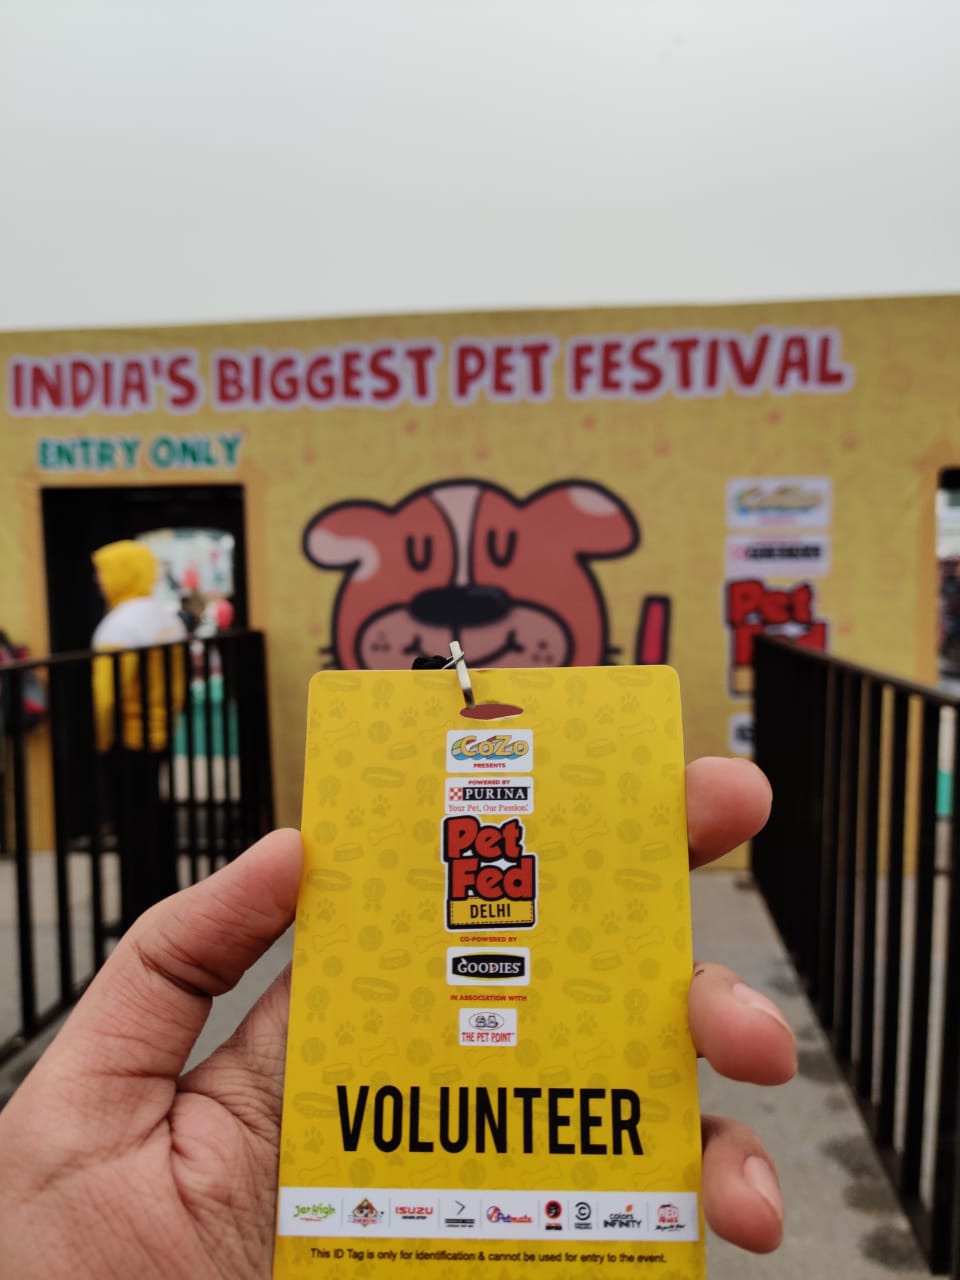 INDIA'S BIGGEST PET FESTIVAL
ENTRY ONLY
Pet
CoZo
PRESENTS
POWERED BY
PURINA
Your Pet, Our Passion.
Pet
Fed
DELHI
CO-POWERED BY
GOODIES
IN ASSOCIATION WITH
THE PET POINT
VOLUNTEER
JerHigh
ISUZU
Petmate
colors
INFINITY
This ID Tag is only for identification & cannot be used for entry to the event.